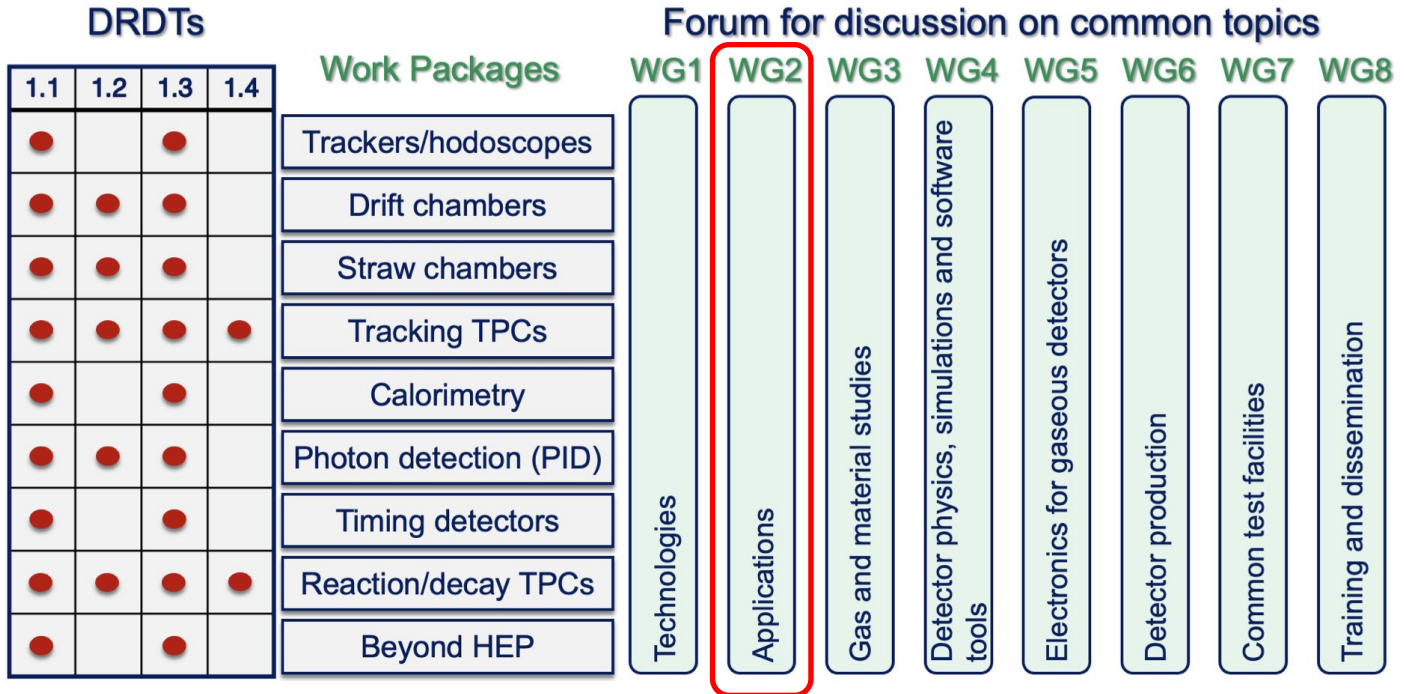 DRDTs
Forum for discussion on common topics
1.1 1.2 1.3 1.4
Work Packages
WG1 WG2 WG3 WG4 WG5 WG6 WG7 WG8
Trackers/hodoscopes
Drift chambers
Straw chambers
Tracking TPCs
Calorimetry
Photon detection (PID)
Timing detectors
Reaction/decay TPCs
Beyond HEP
Technologies
Applications
Gas and material studies
Detector physics, simulations and software
tools
Electronics for gaseous detectors
Detector production
Common test facilities
Training and dissemination